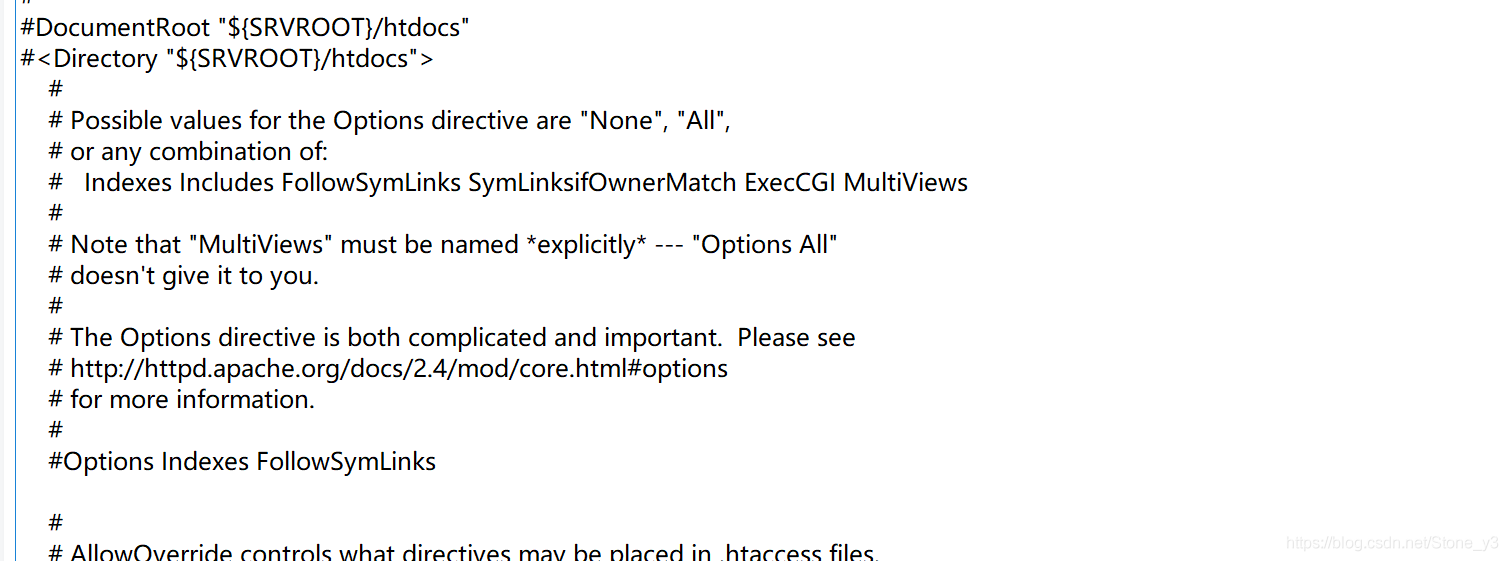 #
#DocumentRoot "${SRVROOT}/htdocs"
#<Directory "${SRVROOT}/htdocs">
    #
    # Possible values for the Options directive are "None", "All",
    # or any combination of:
    #   Indexes Includes FollowSymLinks SymLinksifOwnerMatch ExecCGI MultiViews
    #
    # Note that "MultiViews" must be named *explicitly* --- "Options All"
    # doesn't give it to you.
    #
    # The Options directive is both complicated and important.  Please see
    # http://httpd.apache.org/docs/2.4/mod/core.html#options
    # for more information.
    #
    #Options Indexes FollowSymLinks

    #
    # AllowOverride controls what directives may be placed in .htaccess files.
https://blog.csdn.net/Stone_y3